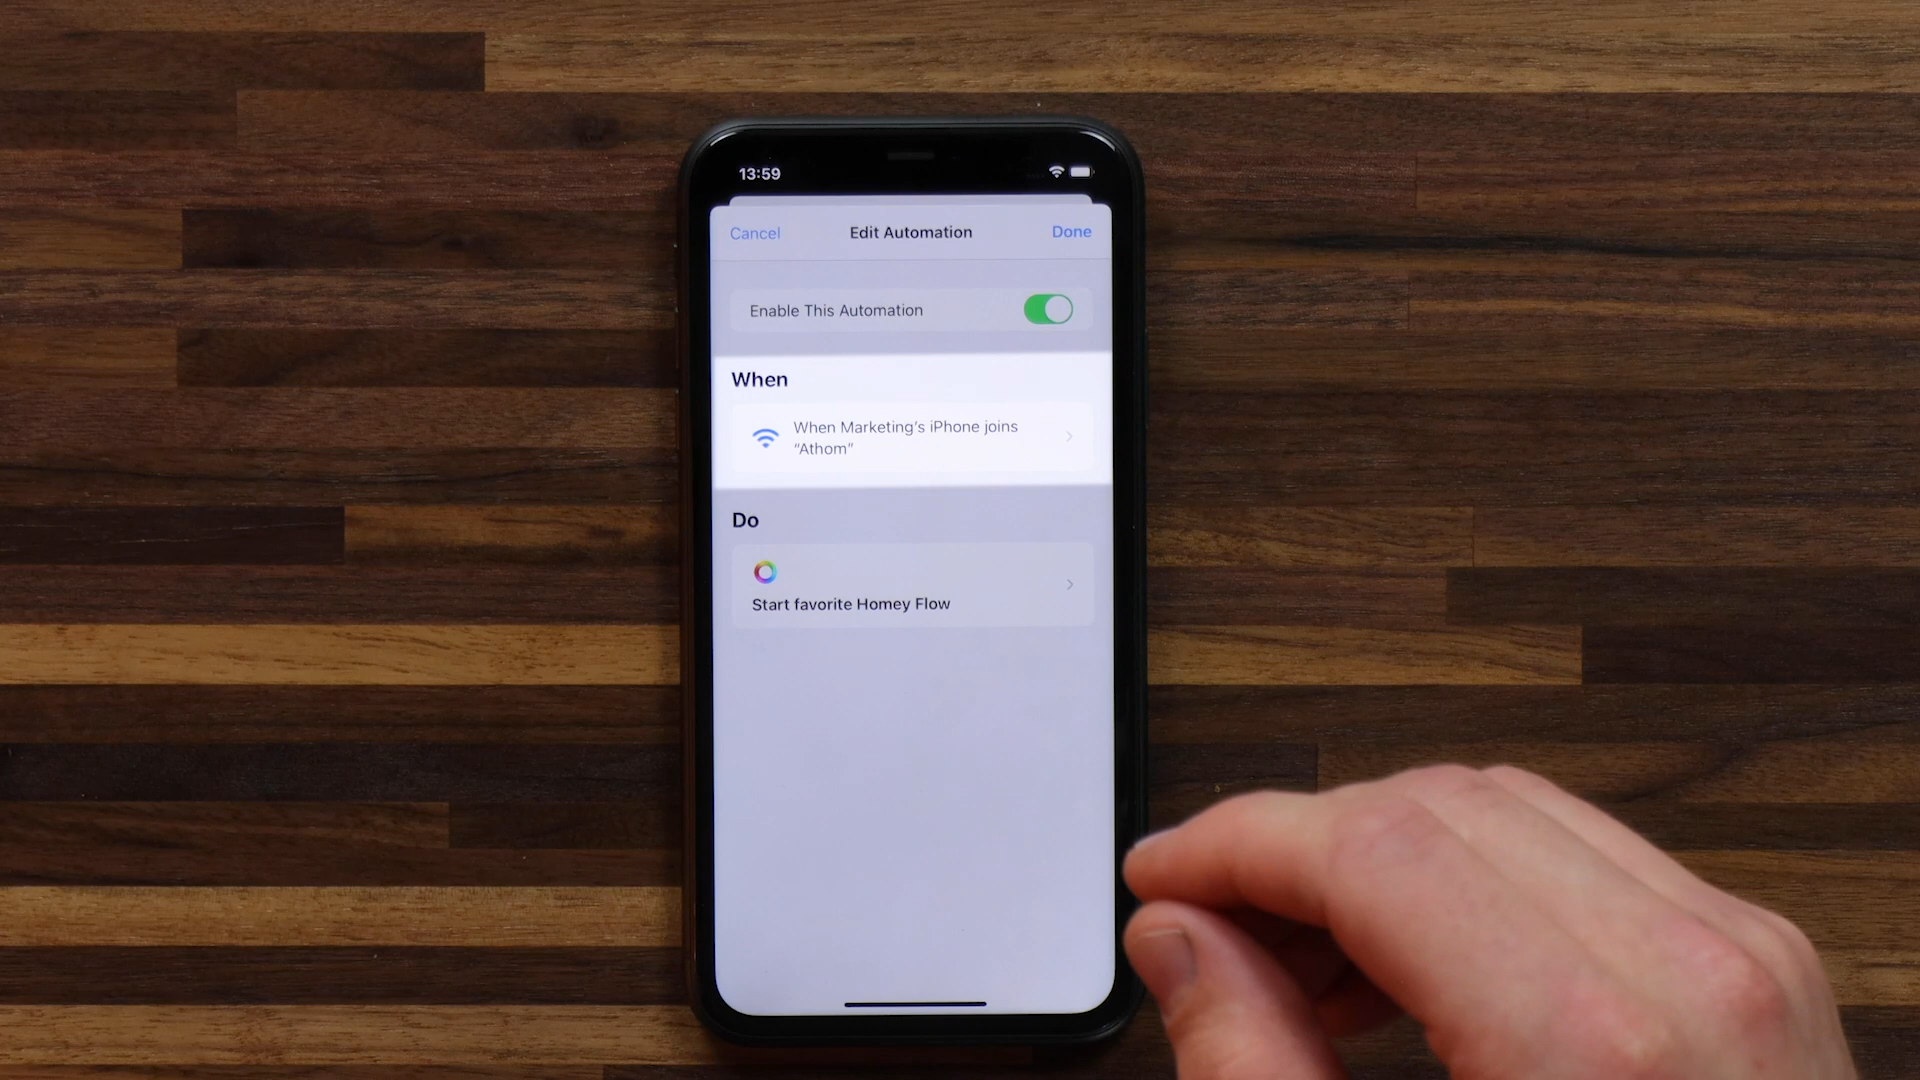 13:59
Cancel Edit Automation Done
Enable This Automation
When
When Marketing's iPhone joins
“Athom”
Do
Start favorite Homey Flow